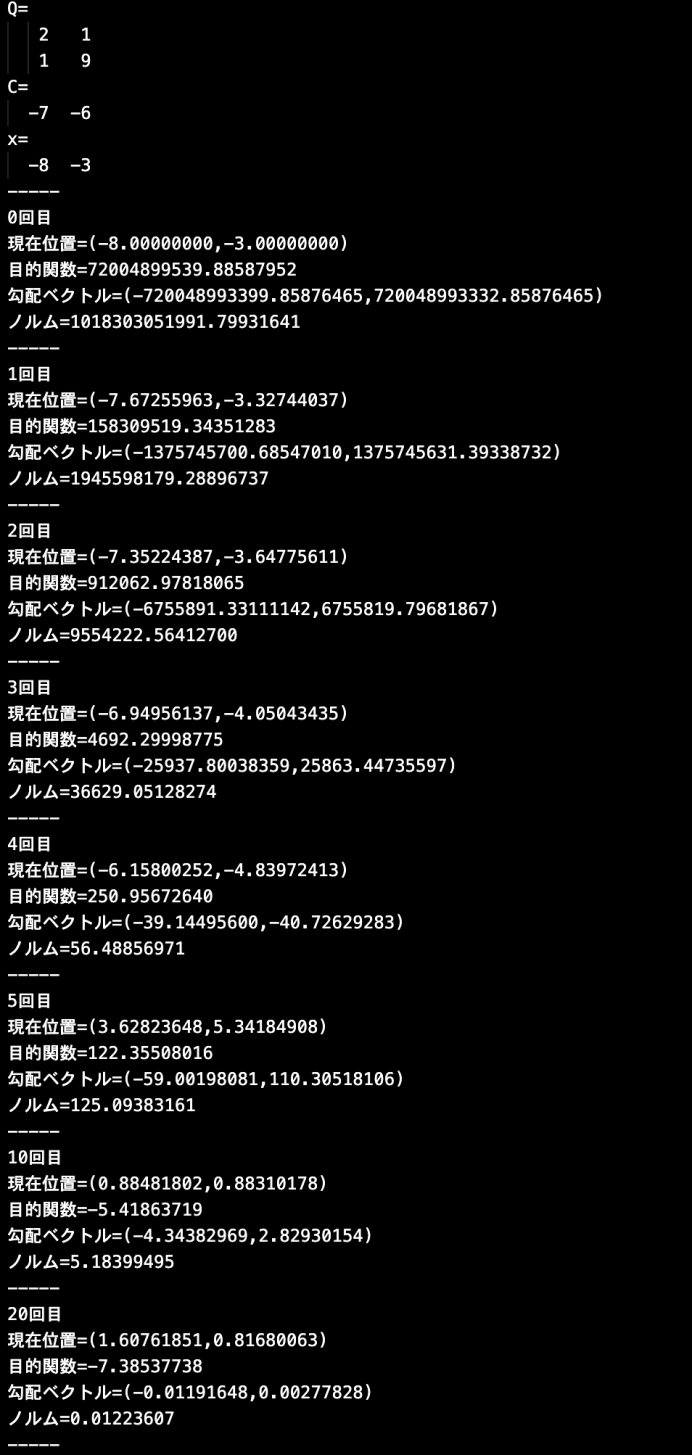 Q=
2 1
1 9
C=
-7 -6
x=
-8 -3
-----
0回目
現在位置=(-8.00000000,-3.00000000)
目的関数=72004899539.88587952
勾配ベクトル=(-720048993399.85876465,720048993332.85876465)
ノルム=1018303051991.79931641
-----
1回目
現在位置=(-7.67255963,-3.32744037)
目的関数=158309519.34351283
勾配ベクトル=(-1375745700.68547010,1375745631.39338732)
ノルム=1945598179.28896737
-----
2回目
現在位置=(-7.35224387,-3.64775611)
目的関数=912062.97818065
勾配ベクトル=(-6755891.33111142,6755819.79681867)
ノルム=9554222.56412700
-----
3回目
現在位置=(-6.94956137,-4.05043435)
目的関数=4692.29998775
勾配ベクトル=(-25937.80038359,25863.44735597)
ノルム=36629.05128274
-----
4回目
現在位置=(-6.15800252,-4.83972413)
目的関数=250.95672640
勾配ベクトル=(-39.14495600,-40.72629283)
ノルム=56.48856971
-----
5回目
現在位置=(3.62823648,5.34184908)
目的関数=122.35508016
勾配ベクトル=(-59.00198081,110.30518106)
ノルム=125.09383161
-----
10回目
現在位置=(0.88481802,0.88310178)
目的関数=-5.41863719
勾配ベクトル=(-4.34382969,2.82930154)
ノルム=5.18399495
-----
20回目
現在位置=(1.60761851,0.81680063)
目的関数=-7.38537738
勾配ベクトル=(-0.01191648,0.00277828)
ノルム=0.01223607
-----